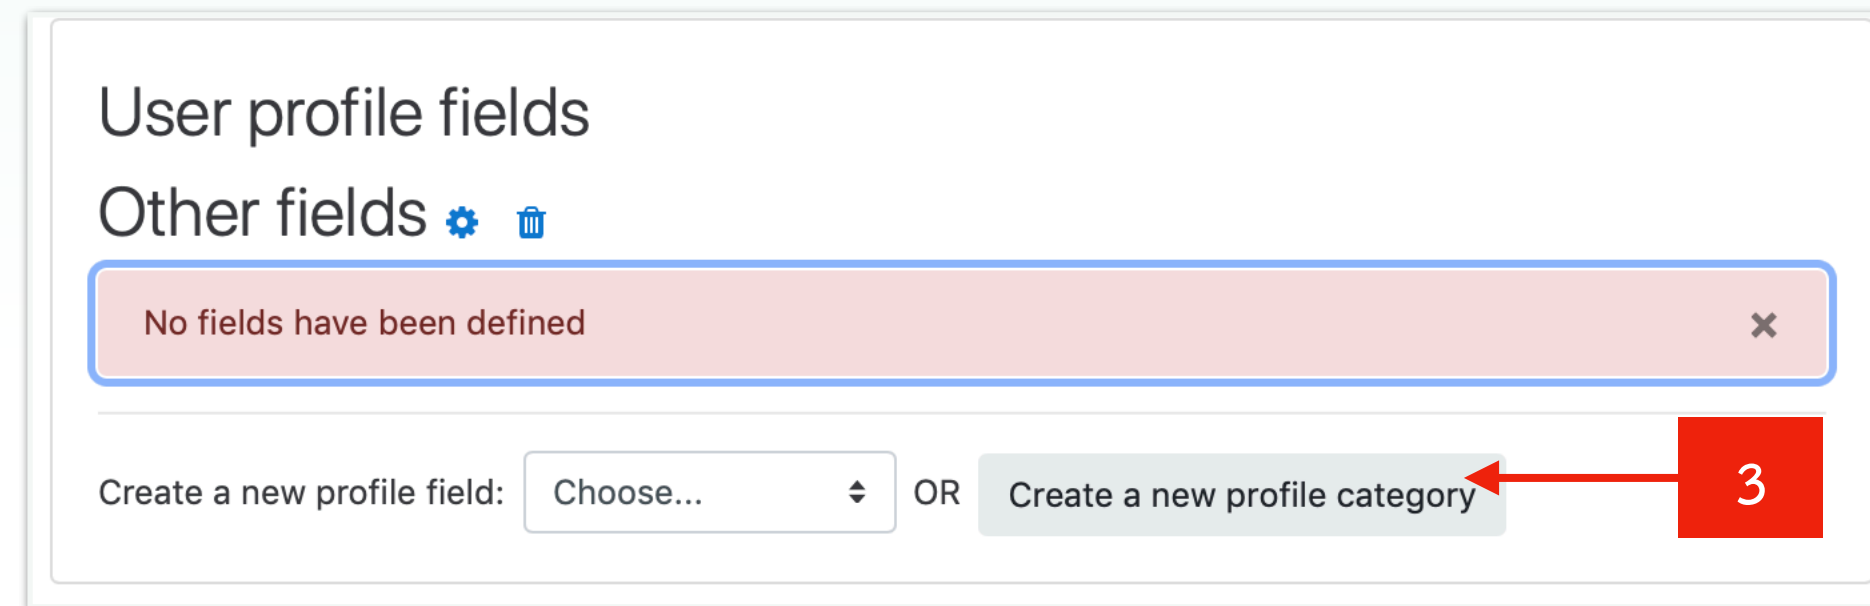 User profile fields
Other fields
No fields have been defined
Create a new profile field: Choose... OR Create a new profile category
3